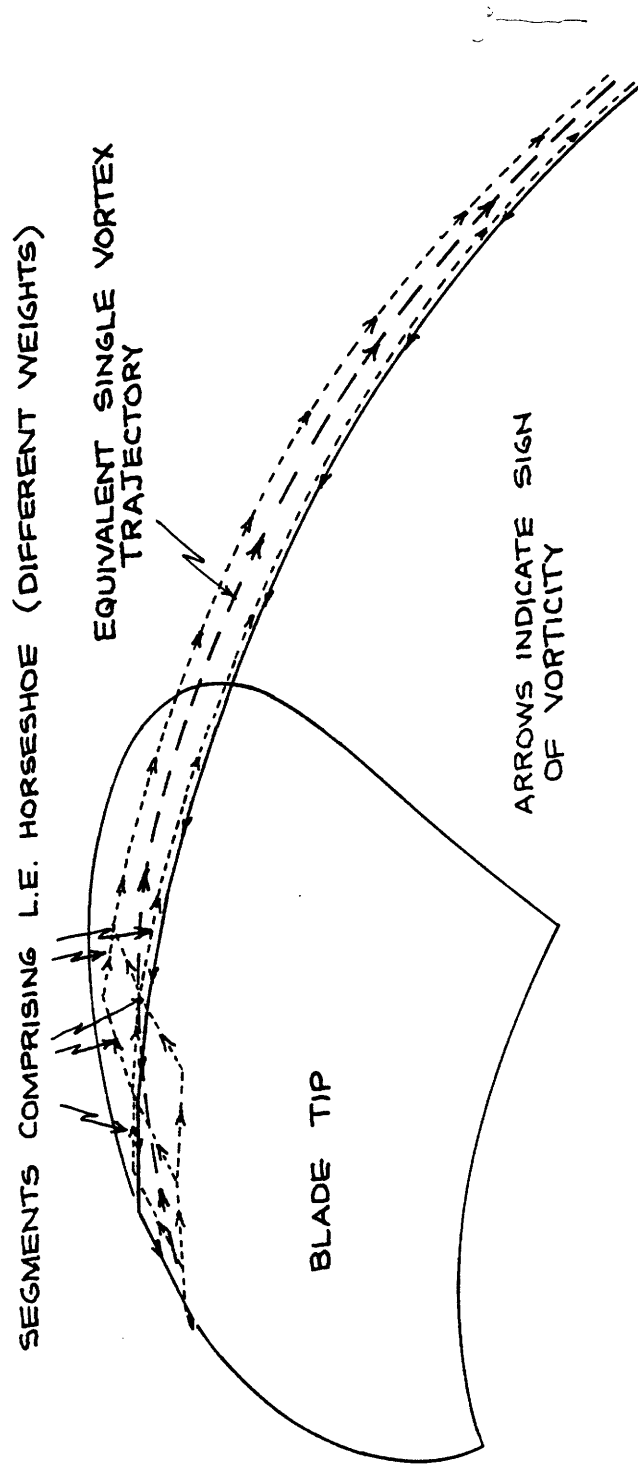 SEGMENTS COMPRISING L.E. HORSESHOE (DIFFERENT WEIGHTS)
EQUIVALENT SINGLE VORTEX
TRAJECTORY
BLADE TIP
ARROWS INDICATE SIGN
OF VORTICITY